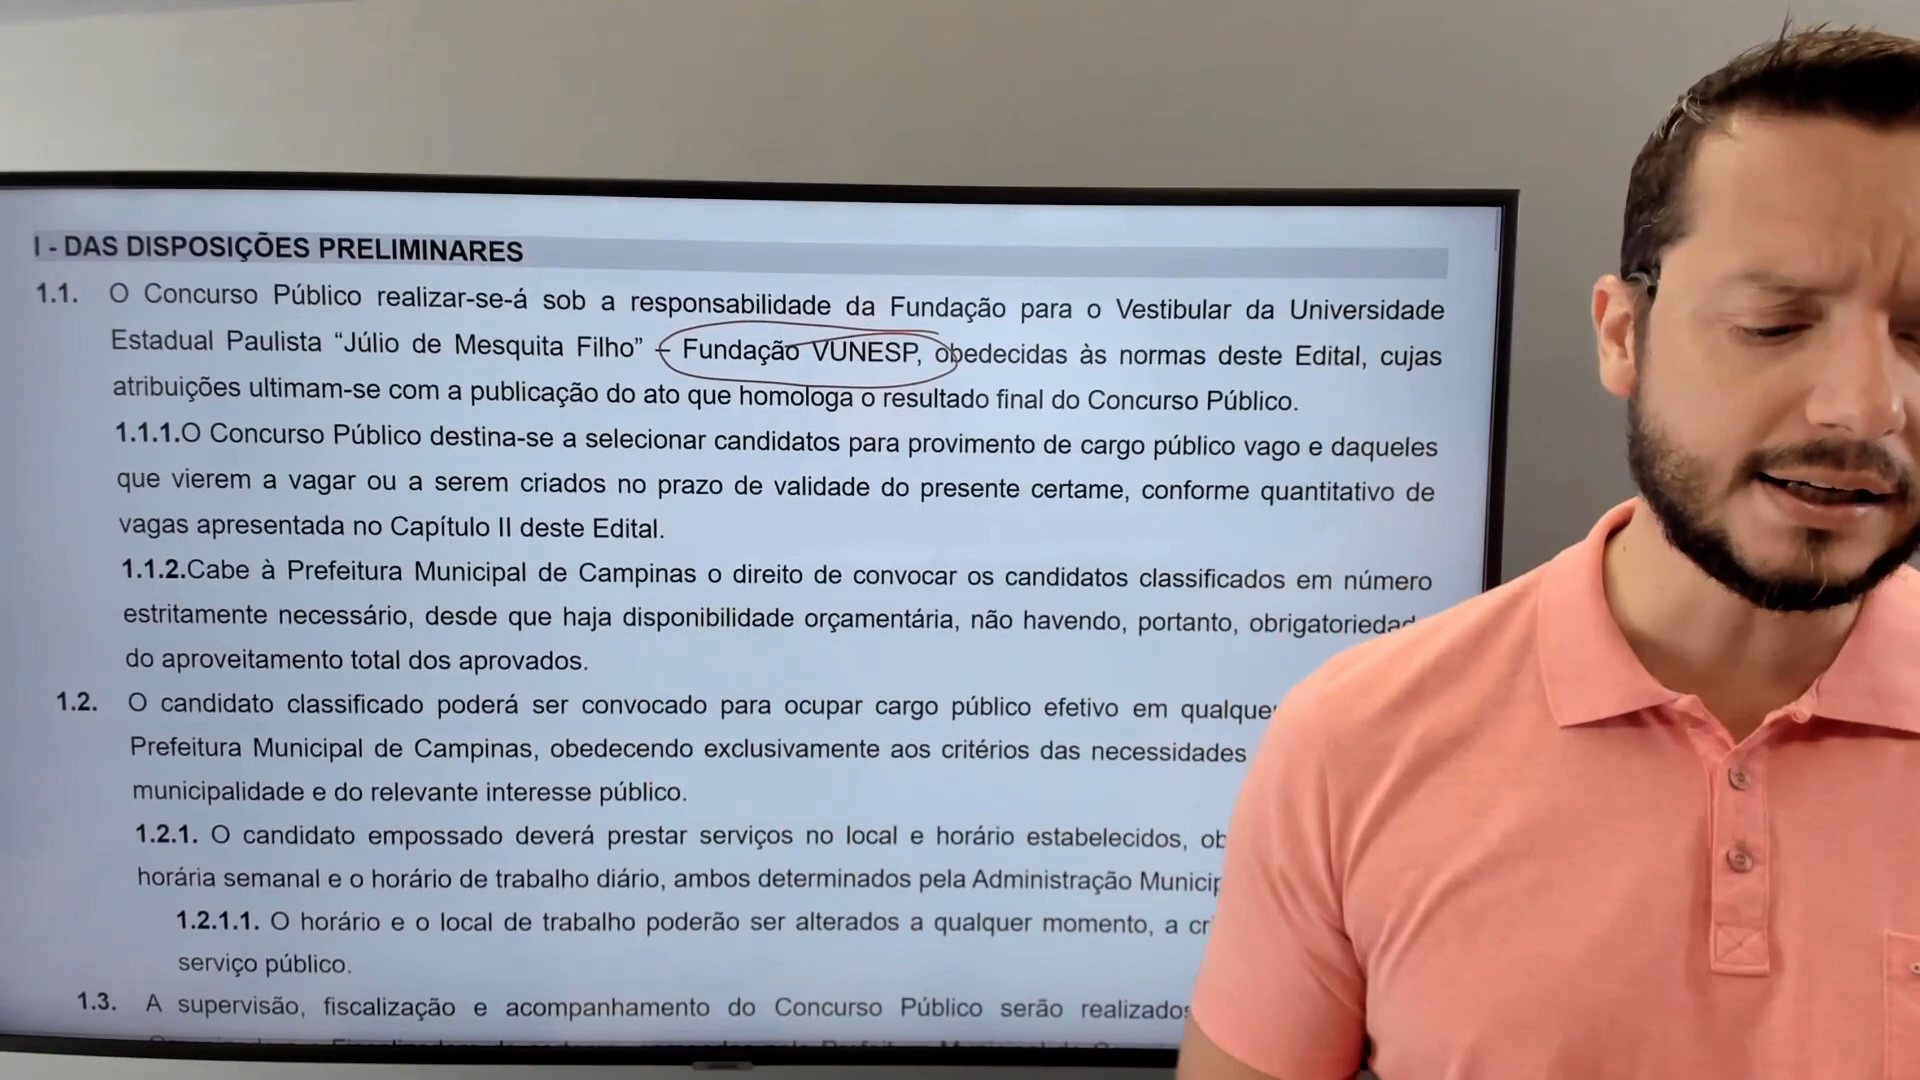 I - DAS DISPOSIÇÕES PRELIMINARES
1.1. O Concurso Público realizar-se-á sob a responsabilidade da Fundação para o Vestibular da Universidade
Estadual Paulista “Júlio de Mesquita Filho” – Fundação VUNESP, obedecidas às normas deste Edital, cujas
atribuições ultimam-se com a publicação do ato que homologa o resultado final do Concurso Público.
1.1.1.O Concurso Público destina-se a selecionar candidatos para provimento de cargo público vago e daqueles
que vierem a vagar ou a serem criados no prazo de validade do presente certame, conforme quantitativo de
vagas apresentada no Capítulo II deste Edital.
1.1.2.Cabe à Prefeitura Municipal de Campinas o direito de convocar os candidatos classificados em número
estritamente necessário, desde que haja disponibilidade orçamentária, não havendo, portanto,
do aproveitamento total dos aprovados.
1.2. O candidato classificado poderá ser convocado para ocupar cargo público efetivo em
Prefeitura Municipal de Campinas, obedecendo exclusivamente aos critérios das necessidades
municipalidade e do relevante interesse público.
1.2.1. O candidato empossado deverá prestar serviços no local e horário estabelecidos,
horária semanal e o horário de trabalho diário, ambos determinados pela Administração
1.2.1.1. O horário e o local de trabalho poderão ser alterados a qualquer momento, a
serviço público.
1.3. A supervisão, fiscalização e acompanhamento do Concurso Público serão realizados